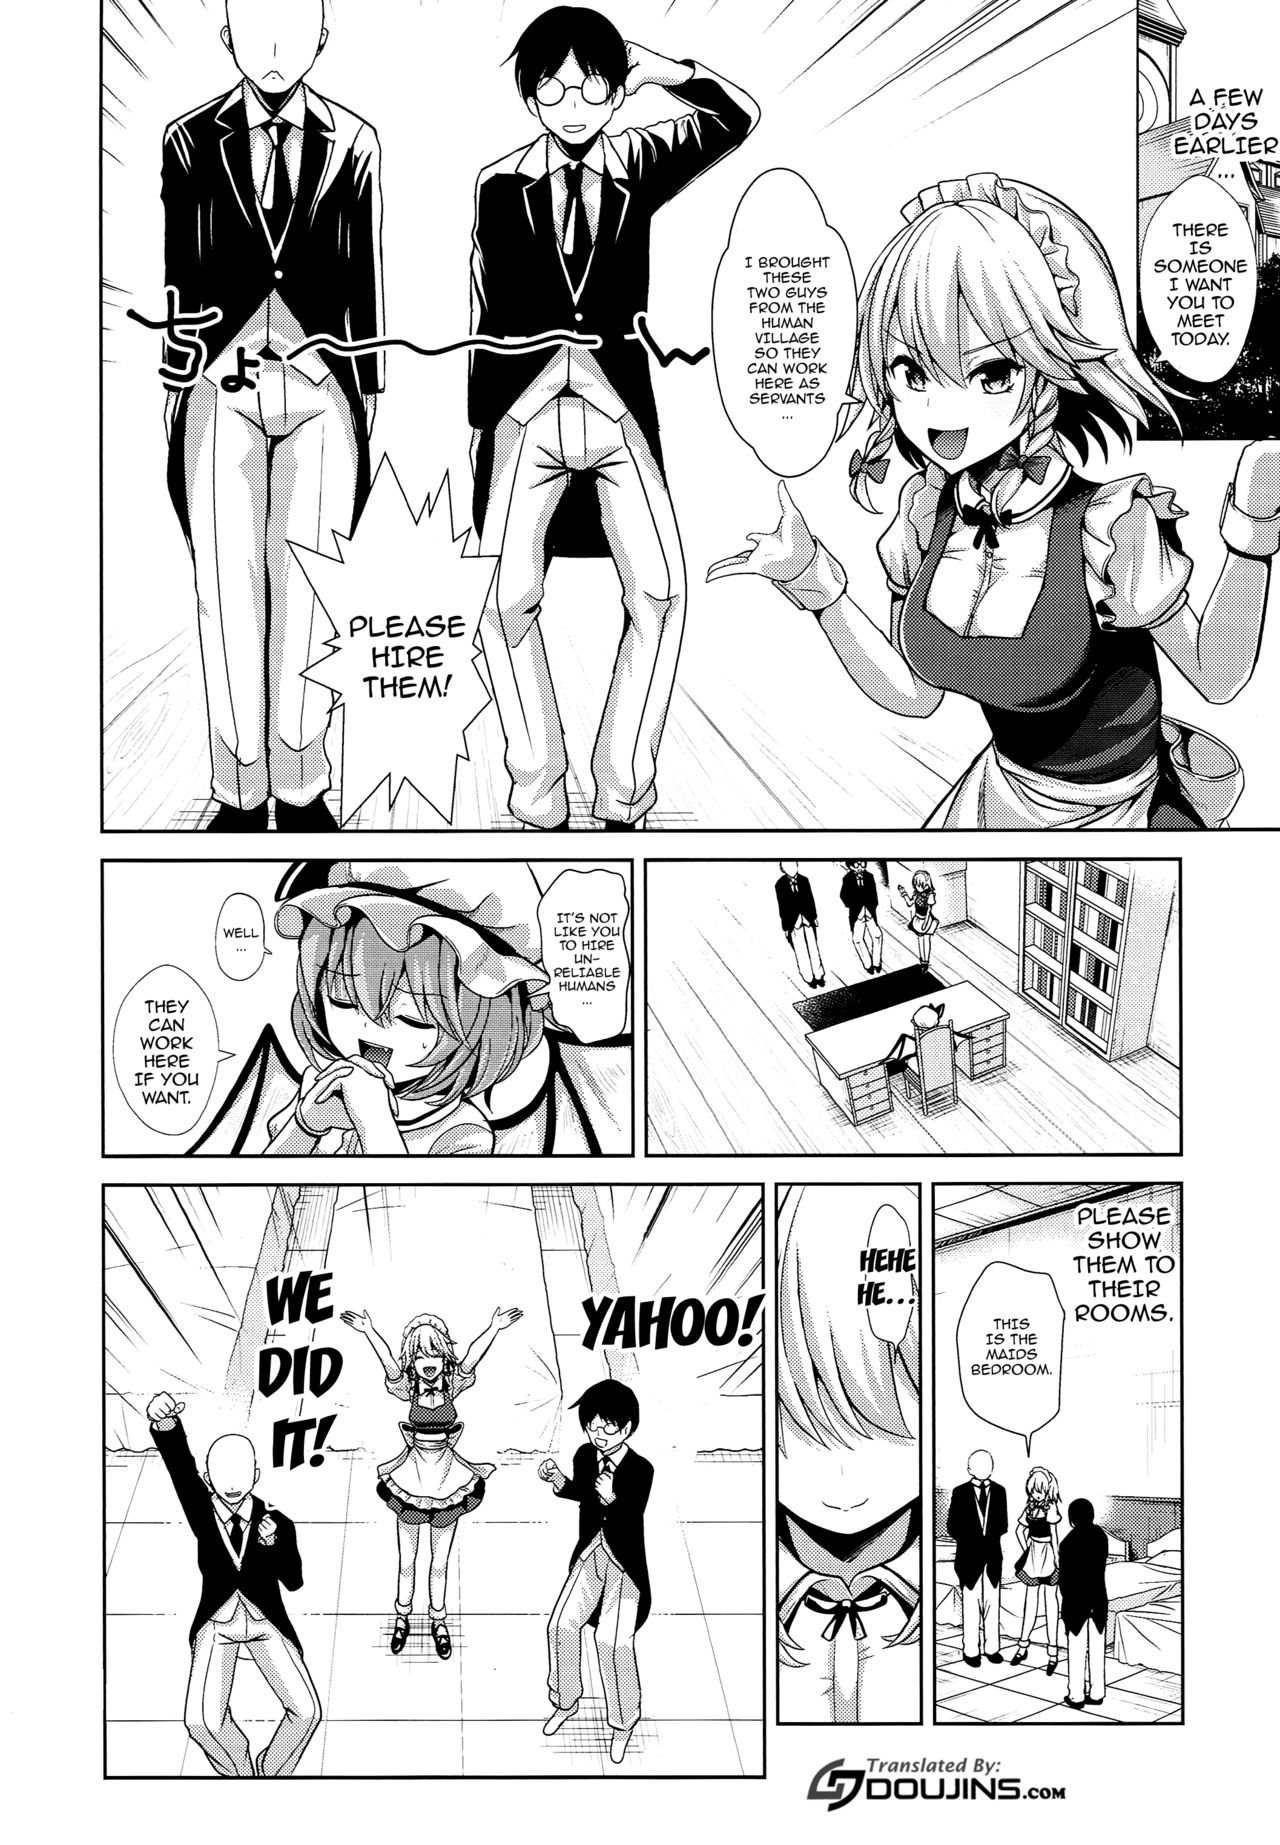 A FEW
DAYS
EARLIER
...
THERE
IS
SOMEONE
I WANT
YOU TO
MEET
TODAY.
I BROUGHT
THESE
TWO GUYS
FROM THE
HUMAN
VILLAGE
SO THEY
CAN WORK
HERE AS
SERVANTS
...
ちょ〜〜ん
PLEASE
HIRE
THEM!
IT'S NOT
LIKE YOU
TO HIRE
UN-
RELIABLE
HUMANS
...
WELL
...
THEY
CAN
WORK
HERE
IF YOU
WANT.
PLEASE
SHOW
THEM TO
THEIR
ROOMS.
THIS
IS THE
MAIDS
BEDROOM.
HEHE
HE...
YAHOO!
WE
DID
IT!
Translated By:
DOUJINS.COM